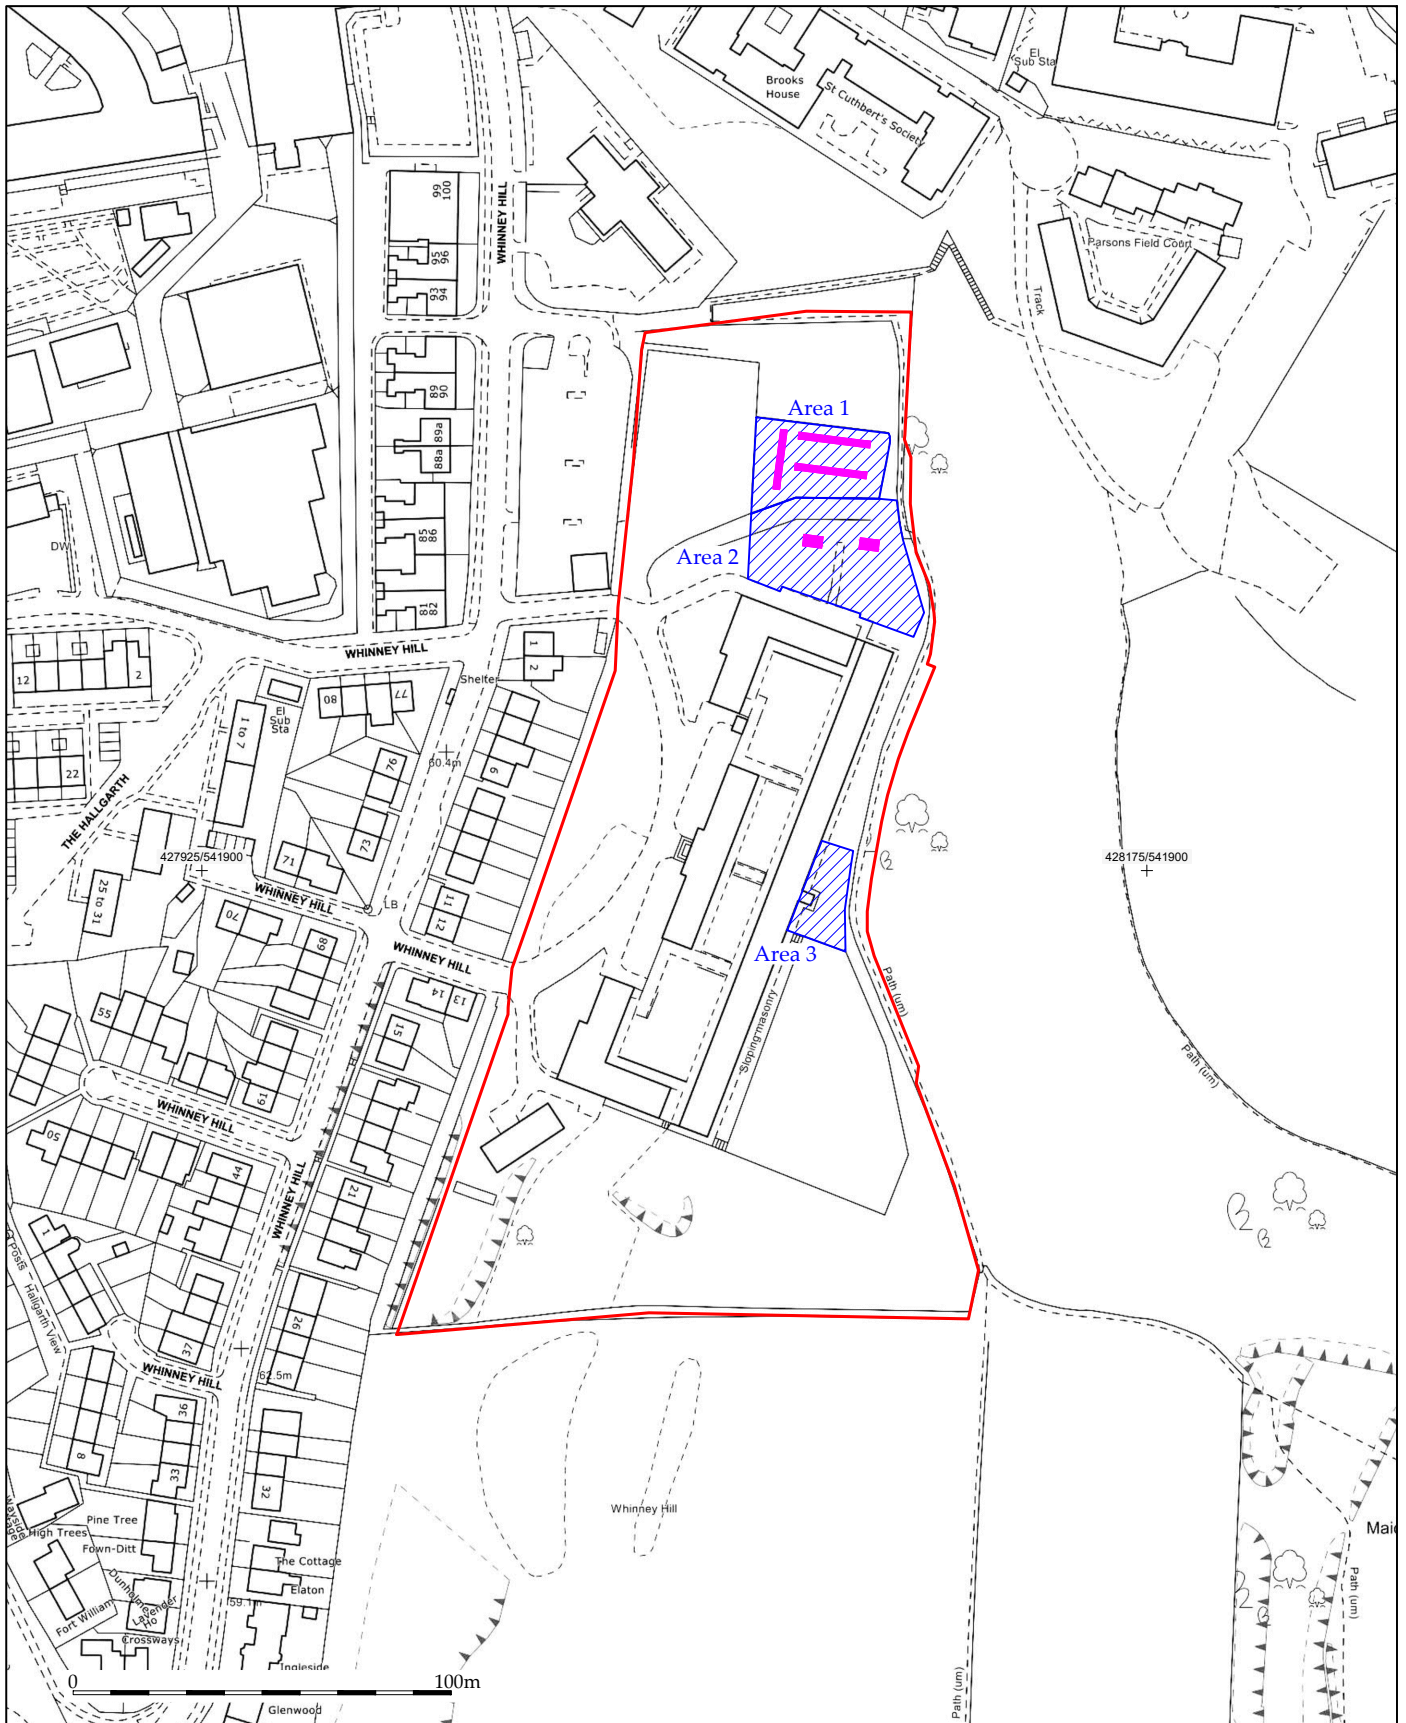 El
Sub Sta
Brooks
House
St Cuthbert's Society
99
100
WHINNEY HILL
95
96
93
94
Parsons Field Court
Track
89
90
Area 1
89a
88a
85
86
DW
Area 2
81
82
WHINNEY HILL
1
2
12
2
Shelter
80
77
El
Sub
Sta
1 to 7
60.4m
76
6
22
THE HALLGARTH
73
71
427925/541900
428175/541900
25 to 31
WHINNEY HILL
LB
70
11
12
68
WHINNEY HILL
Area 3
14
13
Path (um)
55
15
Sloping masonry
Path (um)
61
WHINNEY HILL
50
44
21
WHINNEY HILL
1
Posts
Hallgarth View
26
37
WHINNEY HILL
62.5m
36
8
33
32
Whinney Hill
Pine Tree
High Trees
Fown-Ditt
The Cottage
Elaton
Dunholme
Lavender
Ho
59.1m
Fort William
Crossways
Path (um)
Ingleside
0
100m
Glenwood
Path (um)